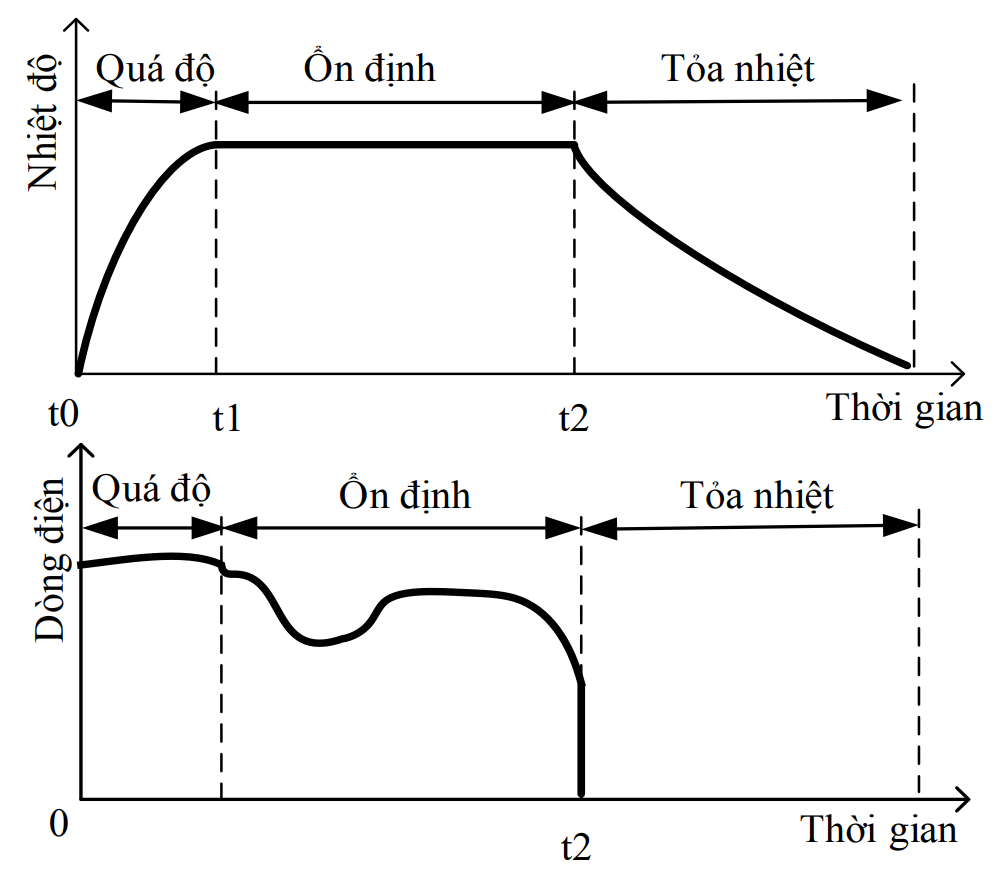 Quá độ
Ổn định
Tỏa nhiệt
Nhiệt độ
t0
t1
t2
Thời gian
Quá độ
Ổn định
Tỏa nhiệt
Dòng điện
0
t2
Thời gian